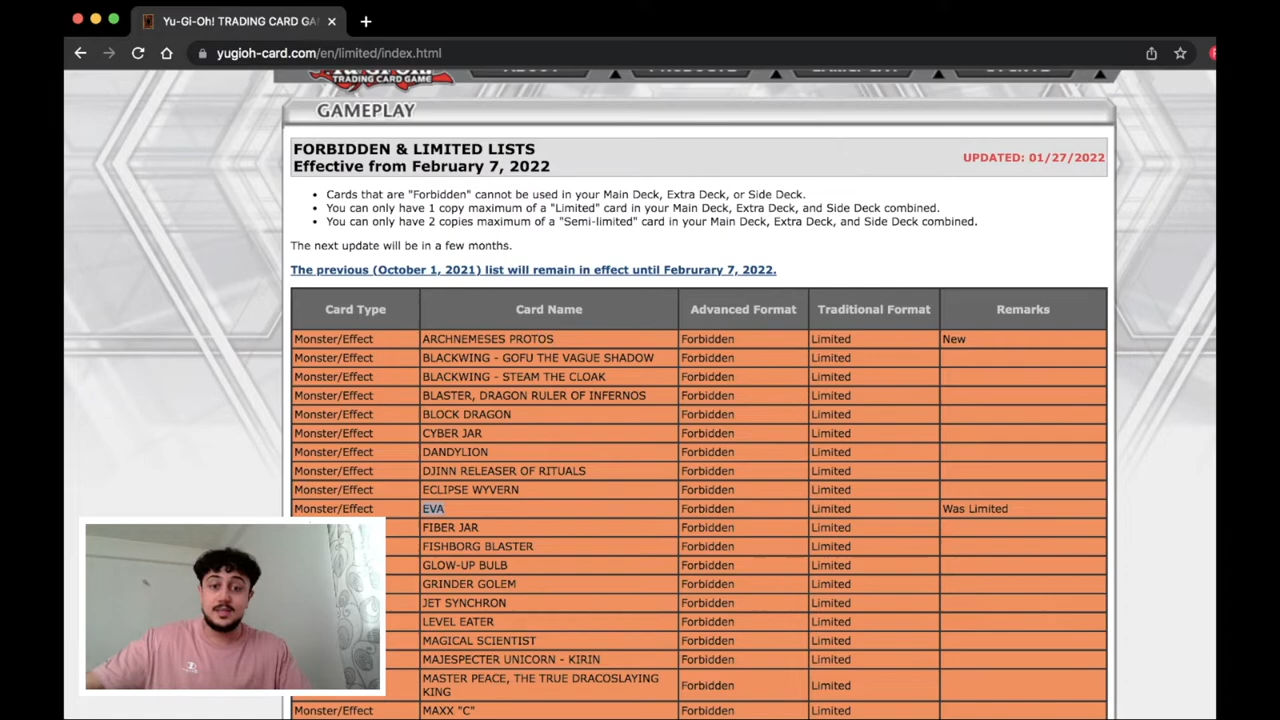 Yu-Gi-Oh! TRADING CARD GA
yugioh-card.com/en/limited/index.html
TRADING CARD GAME
GAMEPLAY
FORBIDDEN & LIMITED LISTS
Effective from February 7, 2022
UPDATED: 01/27/2022
• Cards that are "Forbidden" cannot be used in your Main Deck, Extra Deck, or Side Deck.
• You can only have 1 copy maximum of a "Limited" card in your Main Deck, Extra Deck, and Side Deck combined.
• You can only have 2 copies maximum of a "Semi-limited" card in your Main Deck, Extra Deck, and Side Deck combined.
The next update will be in a few months.
The previous (October 1, 2021) list will remain in effect until Februrary 7, 2022.
Card Type Card Name Advanced Format Traditional Format Remarks
Monster/Effect ARCHNEMESES PROTOS Forbidden Limited New
Monster/Effect BLACKWING - GOFU THE VAGUE SHADOW Forbidden Limited
Monster/Effect BLACKWING - STEAM THE CLOAK Forbidden Limited
Monster/Effect BLASTER, DRAGON RULER OF INFERNOS Forbidden Limited
Monster/Effect BLOCK DRAGON Forbidden Limited
Monster/Effect CYBER JAR Forbidden Limited
Monster/Effect DANDYLION Forbidden Limited
Monster/Effect DJINN RELEASER OF RITUALS Forbidden Limited
Monster/Effect ECLIPSE WYVERN Forbidden Limited
Monster/Effect EVA Forbidden Limited Was Limited
FIBER JAR Forbidden Limited
FISHBORG BLASTER Forbidden Limited
GLOW-UP BULB Forbidden Limited
GRINDER GOLEM Forbidden Limited
JET SYNCHRON Forbidden Limited
LEVEL EATER Forbidden Limited
MAGICAL SCIENTIST Forbidden Limited
MAJESPECTER UNICORN - KIRIN Forbidden Limited
MASTER PEACE, THE TRUE DRACOSLAYING
KING Forbidden Limited
Monster/Effect MAXX "C" Forbidden Limited